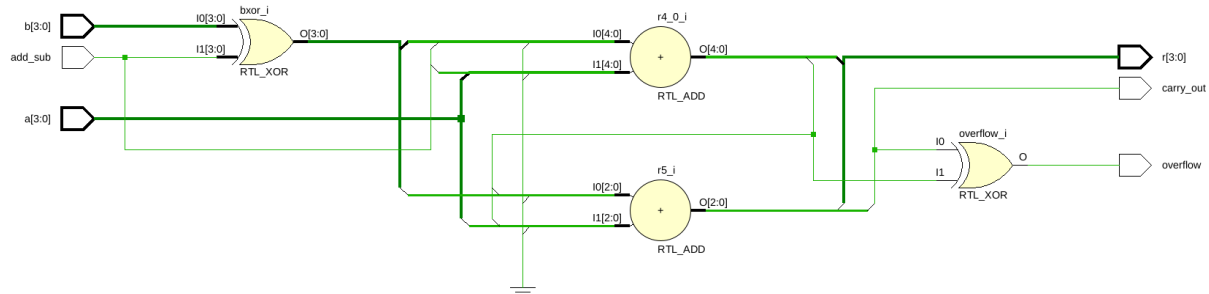 b[3:0]
add_sub
a[3:0]
bxor_i
I0[3:0]
I1[3:0]
O[3:0]
RTL_XOR
r4_0_i
I0[4:0]
I1[4:0]
+
O[4:0]
RTL_ADD
r5_i
I0[2:0]
I1[2:0]
+
O[2:0]
RTL_ADD
overflow_i
I0
I1
O
RTL_XOR
r[3:0]
carry_out
overflow